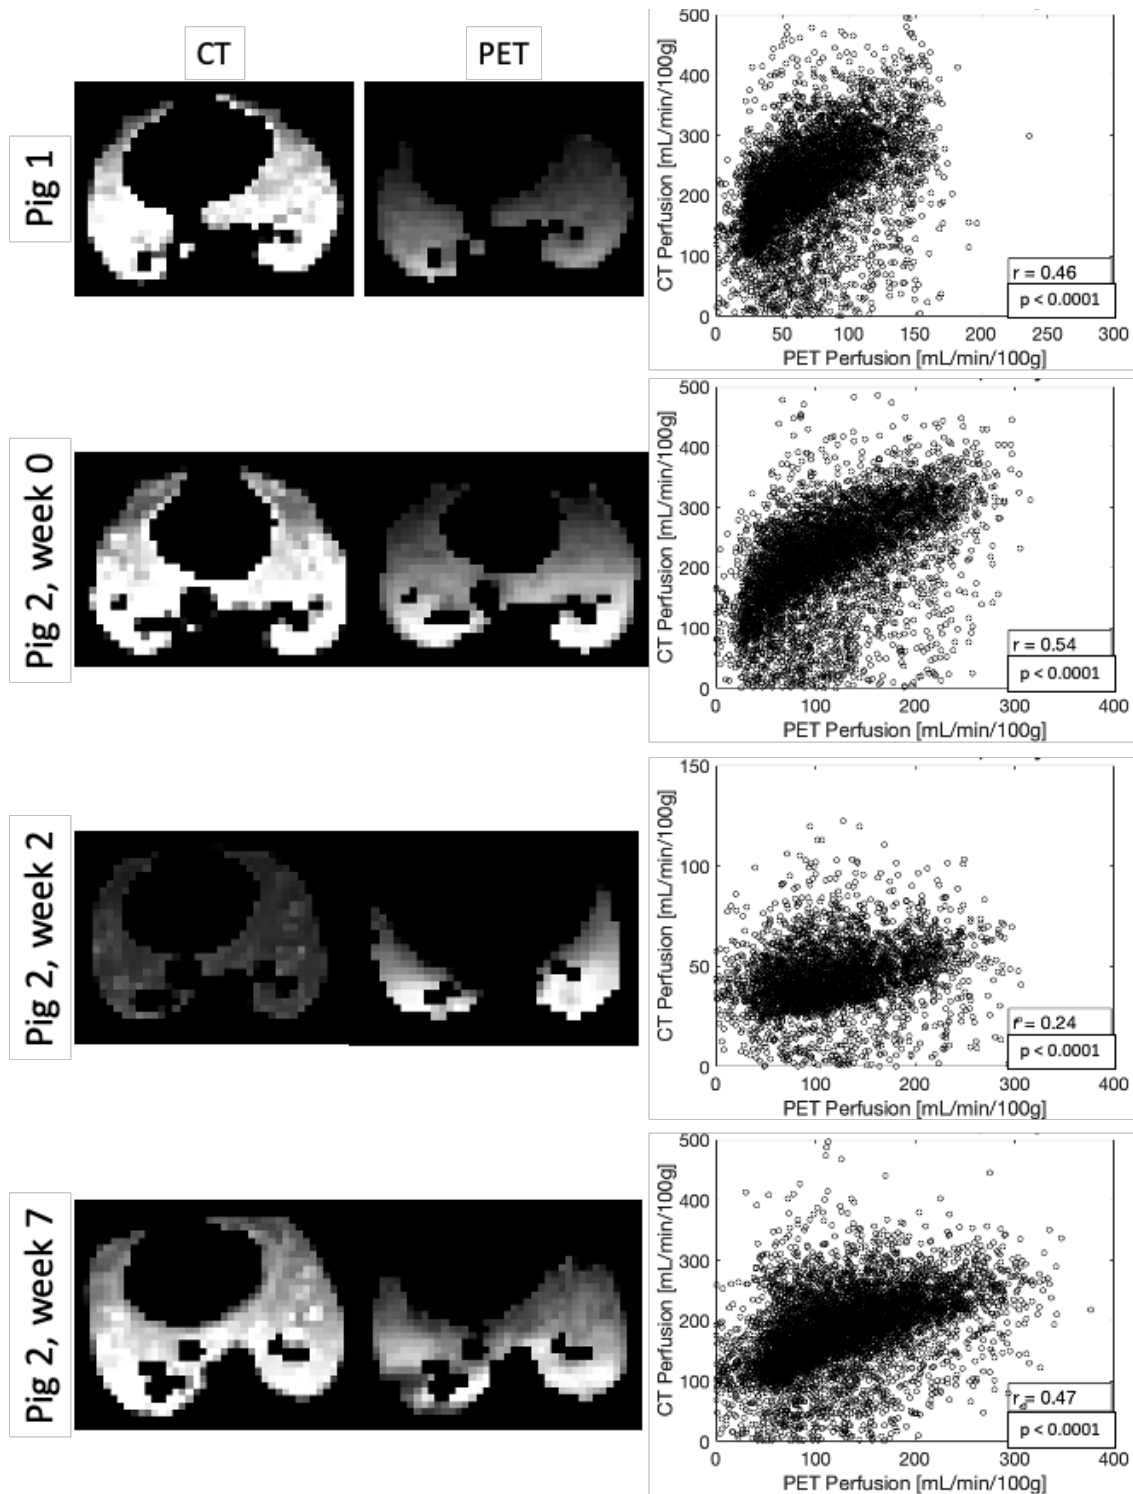 CT
PET
Pig 1
500
400
300
200
100
0
CT Perfusion [mL/min/100g]
r = 0.46
p < 0.0001
0
50
100
150
200
250
300
PET Perfusion [mL/min/100g]
Pig 2, week 0
500
400
300
200
100
0
CT Perfusion [mL/min/100g]
r = 0.54
p < 0.0001
0
100
200
300
400
PET Perfusion [mL/min/100g]
Pig 2, week 2
150
100
50
0
CT Perfusion [mL/min/100g]
r = 0.24
p < 0.0001
0
100
200
300
400
PET Perfusion [mL/min/100g]
Pig 2, week 7
500
400
300
200
100
0
CT Perfusion [mL/min/100g]
r = 0.47
p < 0.0001
0
100
200
300
400
PET Perfusion [mL/min/100g]